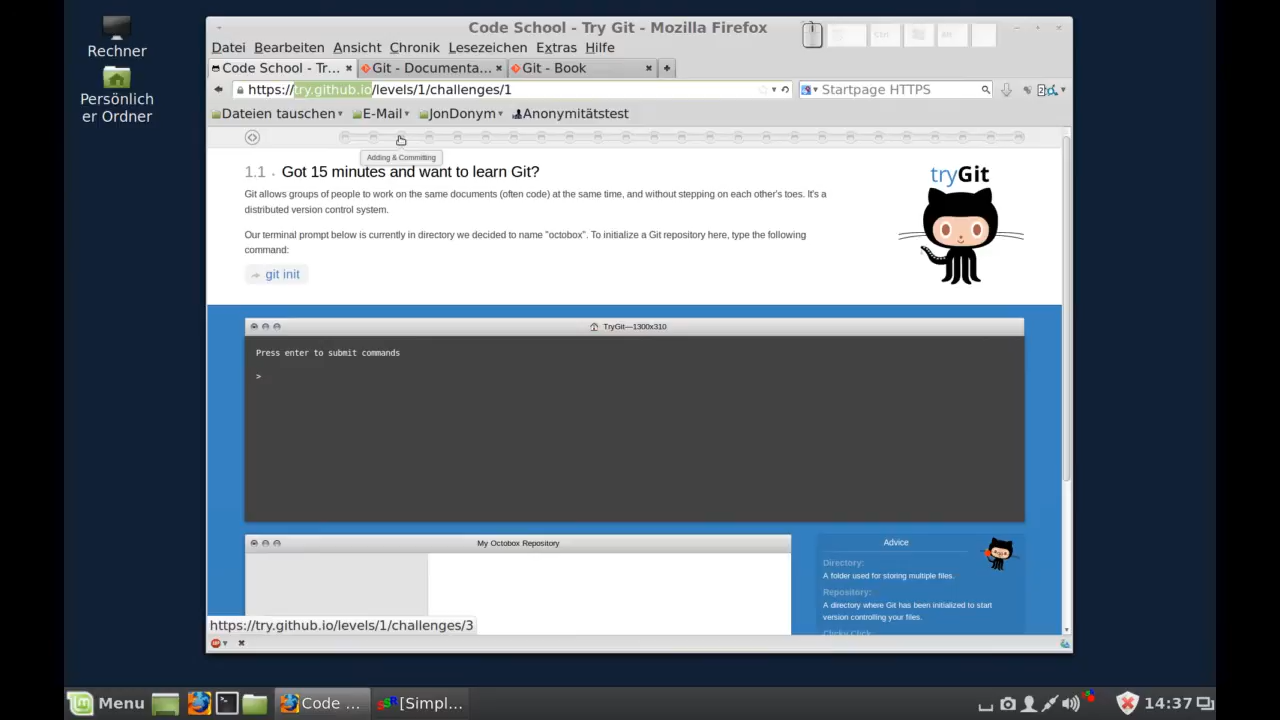 Rechner
Persönlich
er Ordner
Code School - Try Git - Mozilla Firefox
Datei Bearbeiten Ansicht Chronik Lesezeichen Extras Hilfe
Code School - Tr...
Git - Documenta...
Git - Book
https://try.github.io/levels/1/challenges/1
Startpage HTTPS
Dateien tauschen
E-Mail
JonDonym
Anonymitätstest
Adding & Committing
1.1 · Got 15 minutes and want to learn Git?
Git allows groups of people to work on the same documents (often code) at the same time, and without stepping on each other's toes. It's a
distributed version control system.
Our terminal prompt below is currently in directory we decided to name "octobox". To initialize a Git repository here, type the following
command:
git init
tryGit
TryGit—1300x310
Press enter to submit commands
>
My Octobox Repository
Advice
Directory:
A folder used for storing multiple files.
Repository:
A directory where Git has been initialized to start
version controlling your files.
https://try.github.io/levels/1/challenges/3
Menu
Code ...
[Simpl...
14:37